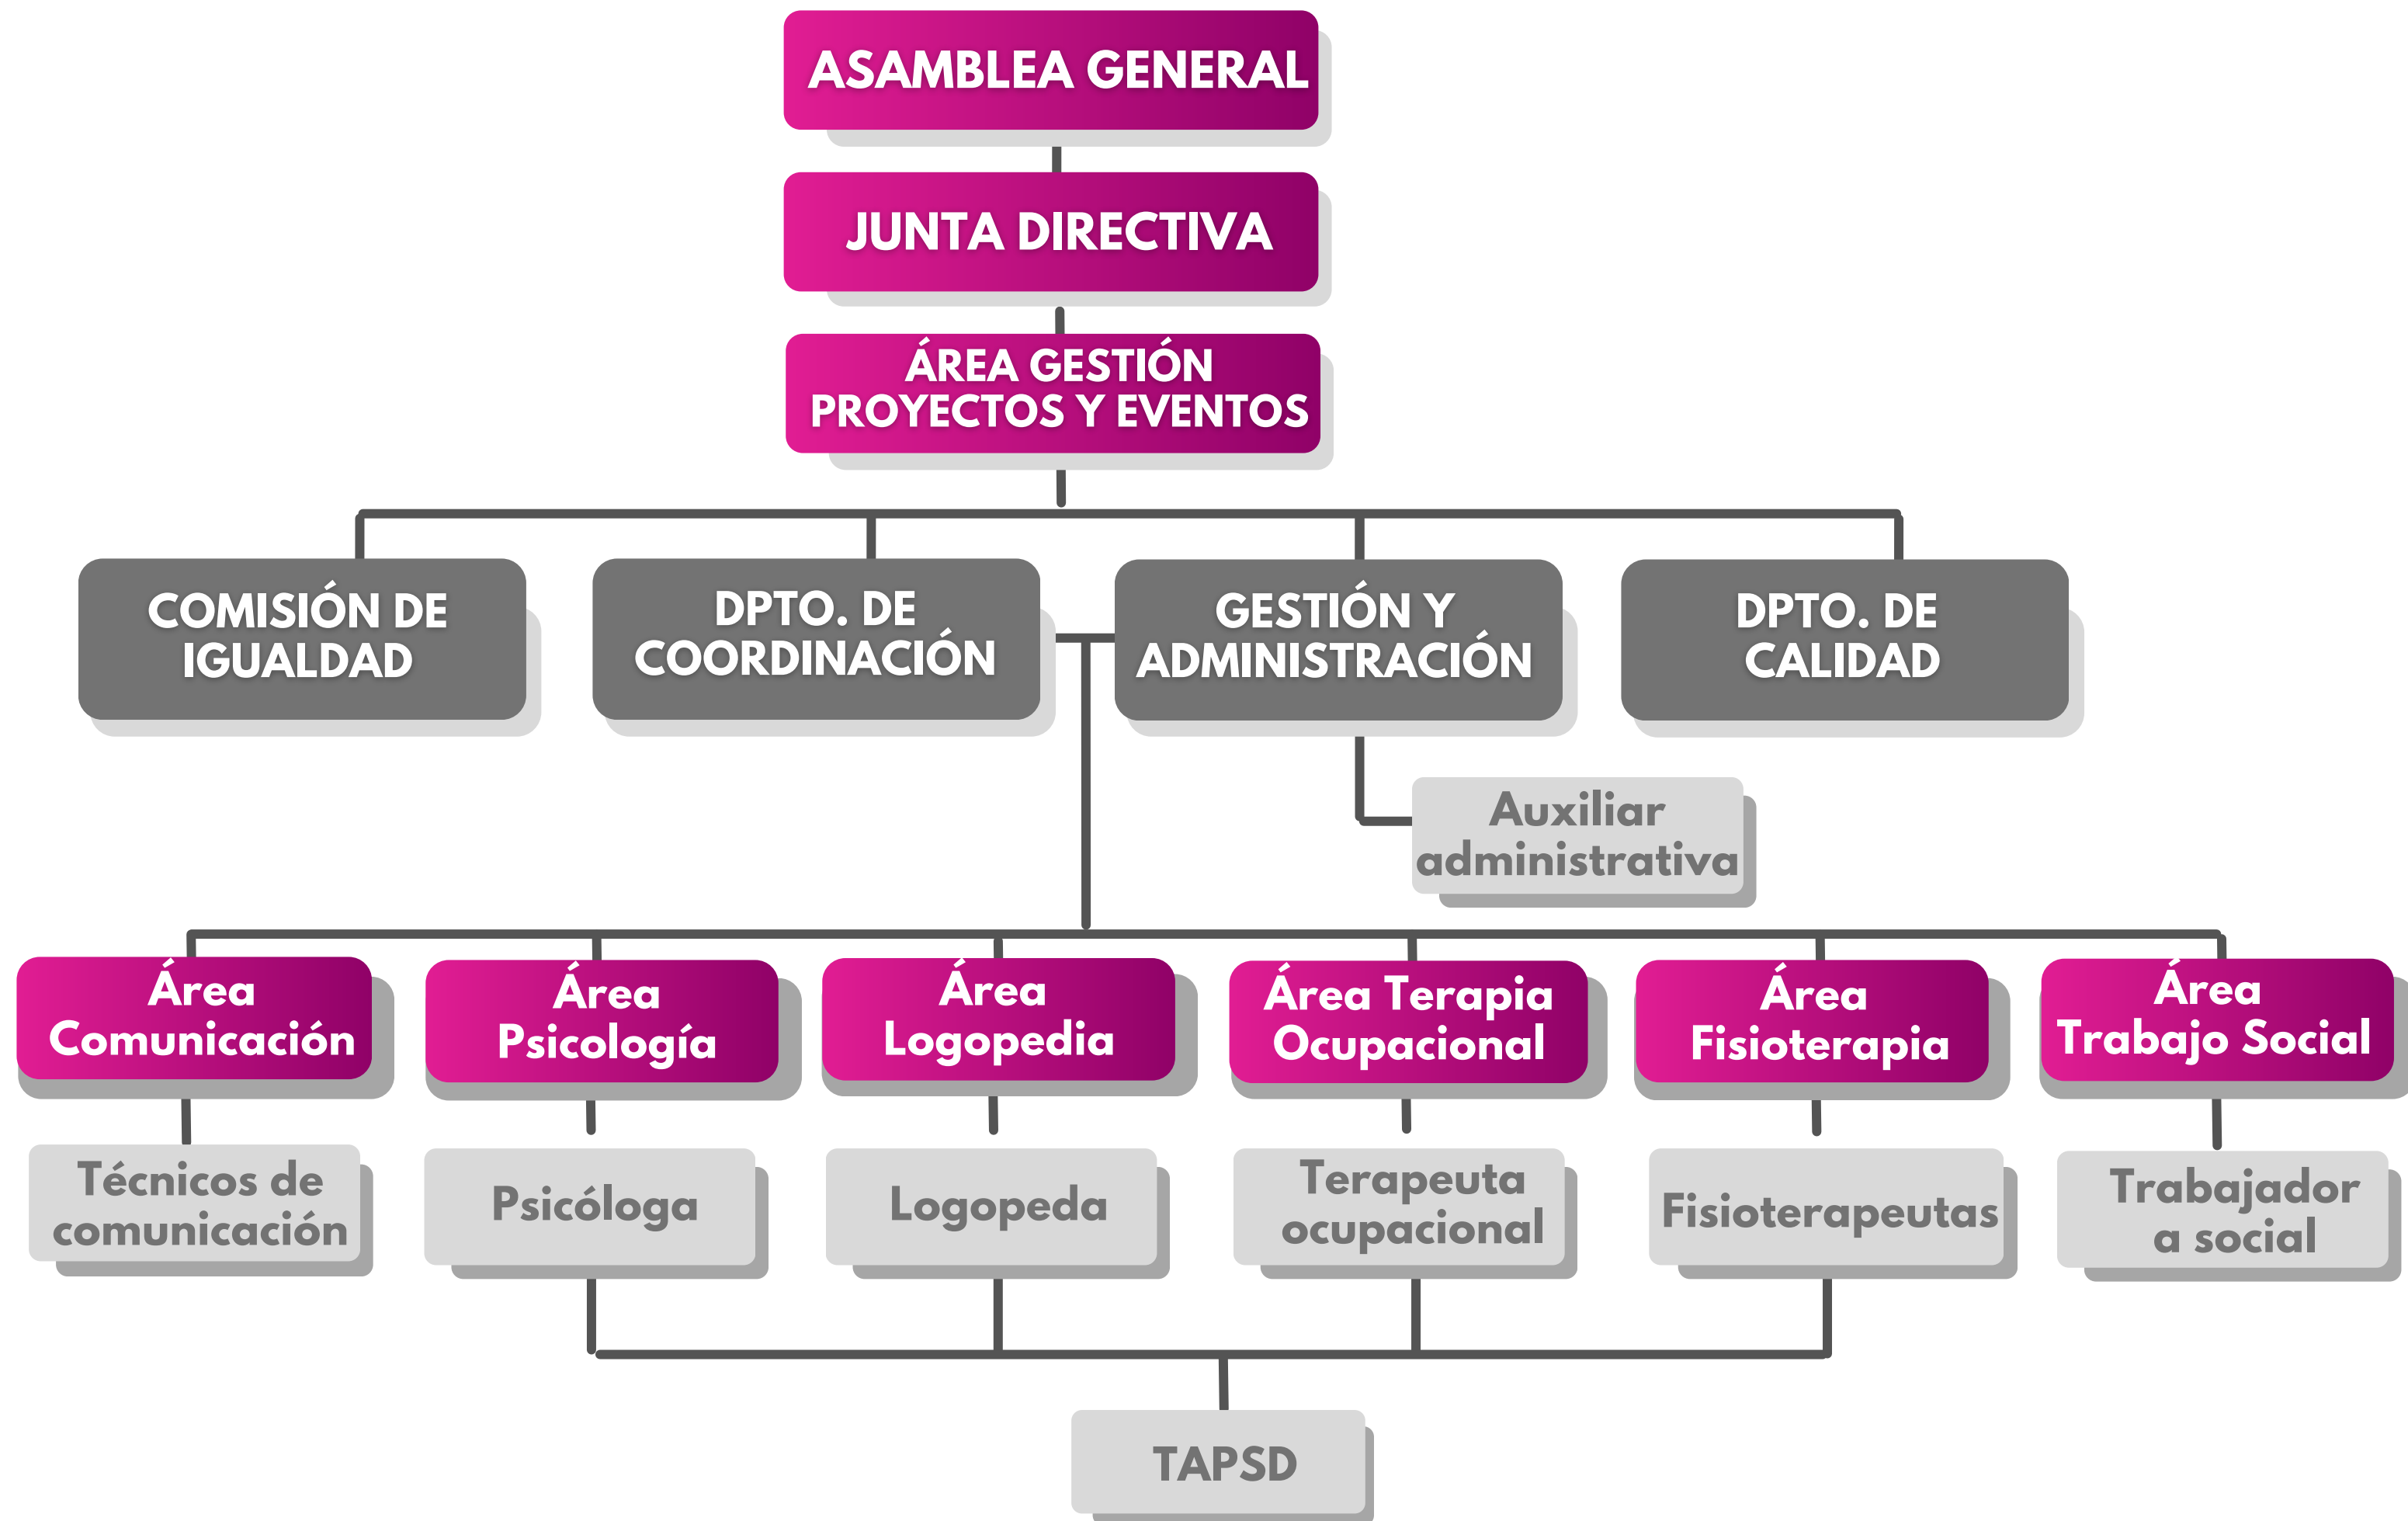 ASAMBLEA GENERAL
JUNTA DIRECTIVA
ÁREA GESTIÓN
PROYECTOS Y EVENTOS
COMISIÓN DE
IGUALDAD
DPTO. DE
COORDINACIÓN
GESTIÓN Y
ADMINISTRACIÓN
DPTO. DE
CALIDAD
Auxiliar
administrativa
Área
Comunicación
Área
Psicología
Área
Logopedia
Área Terapia
Ocupacional
Área
Fisioterapia
Área
Trabajo Social
Técnicos de
comunicación
Psicóloga
Logopeda
Terapeuta
ocupacional
Fisioterapeutas
Trabajador
a social
TAPSD